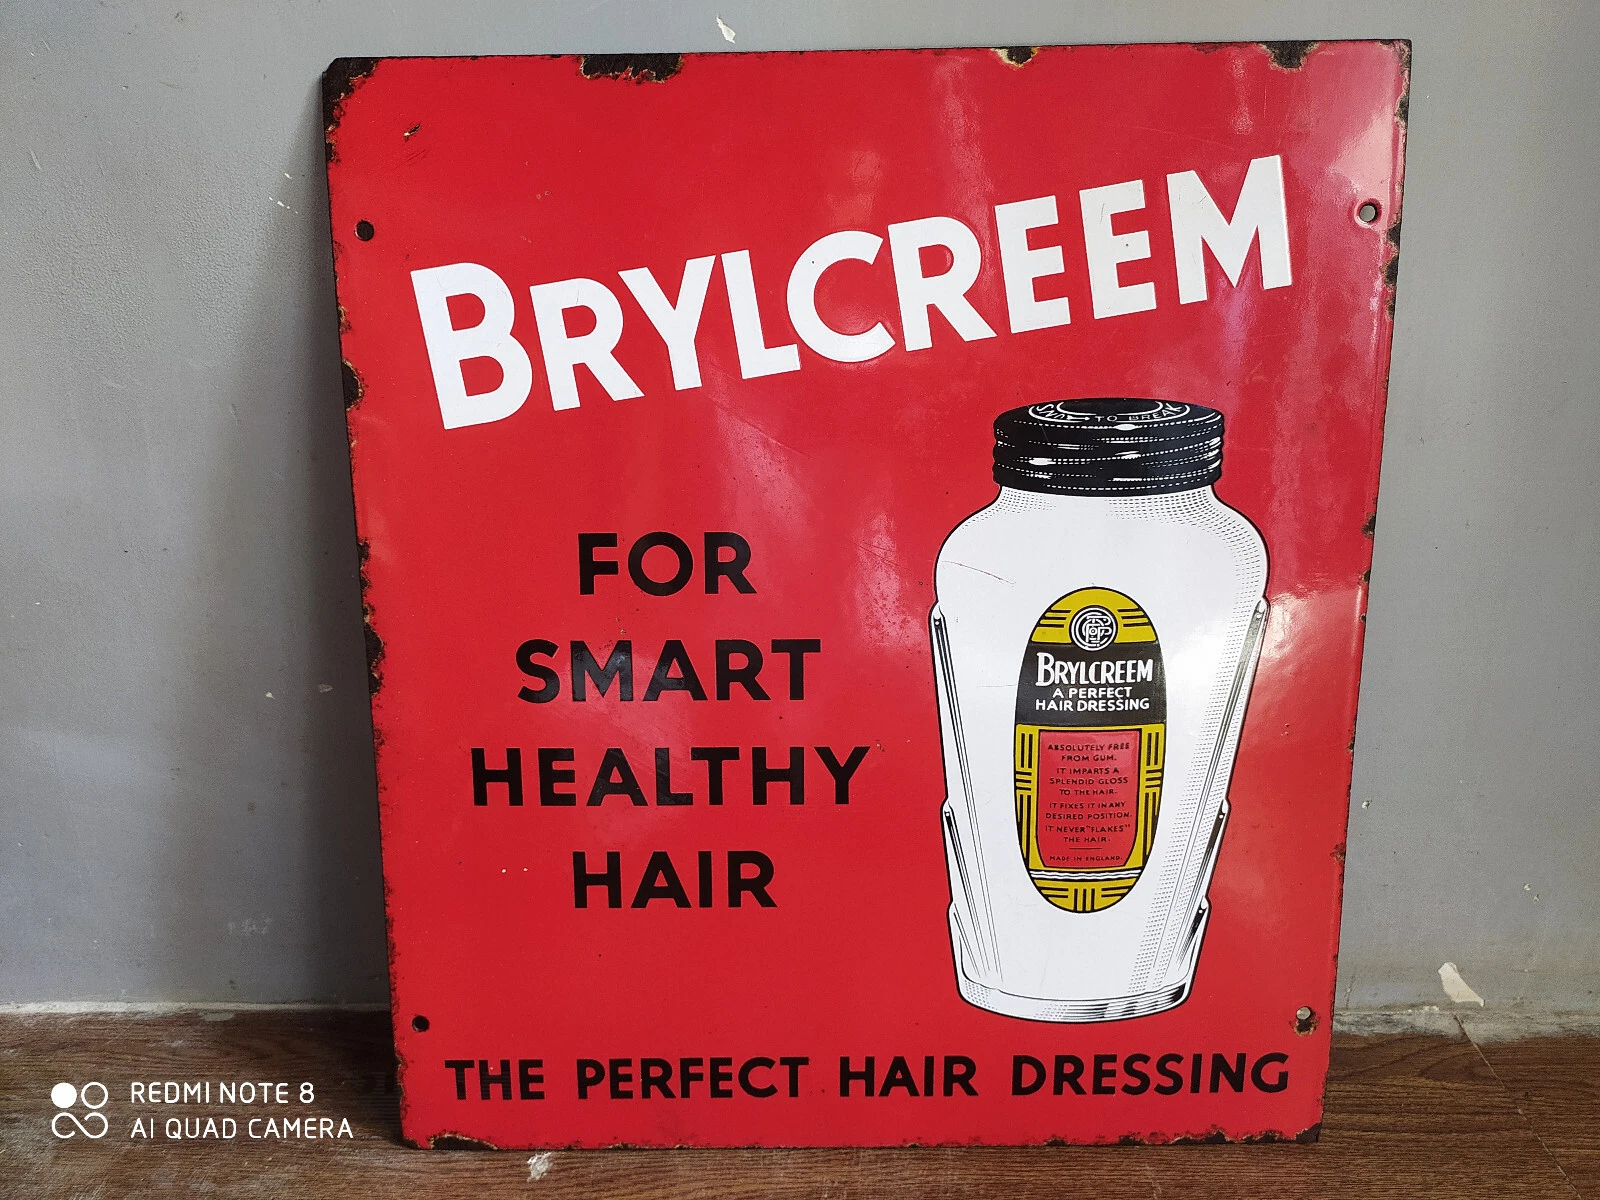 BRYLCREEM
TO BREAK
FOR
SMART
HEALTHY
HAIR
BRYLCREEM
A PERFECT
HAIR DRESSING
ABSOLUTELY FREE
FROM GUM.
IT IMPARTS A
SPLENDID GLOSS
TO THE HAIR.
IT FIXES IT IN ANY
DESIRED POSITION.
IT NEVER "FLAKES"
THE HAIR.
MADE IN ENGLAND.
THE PERFECT HAIR DRESSING
REDMI NOTE 8
AI QUAD CAMERA